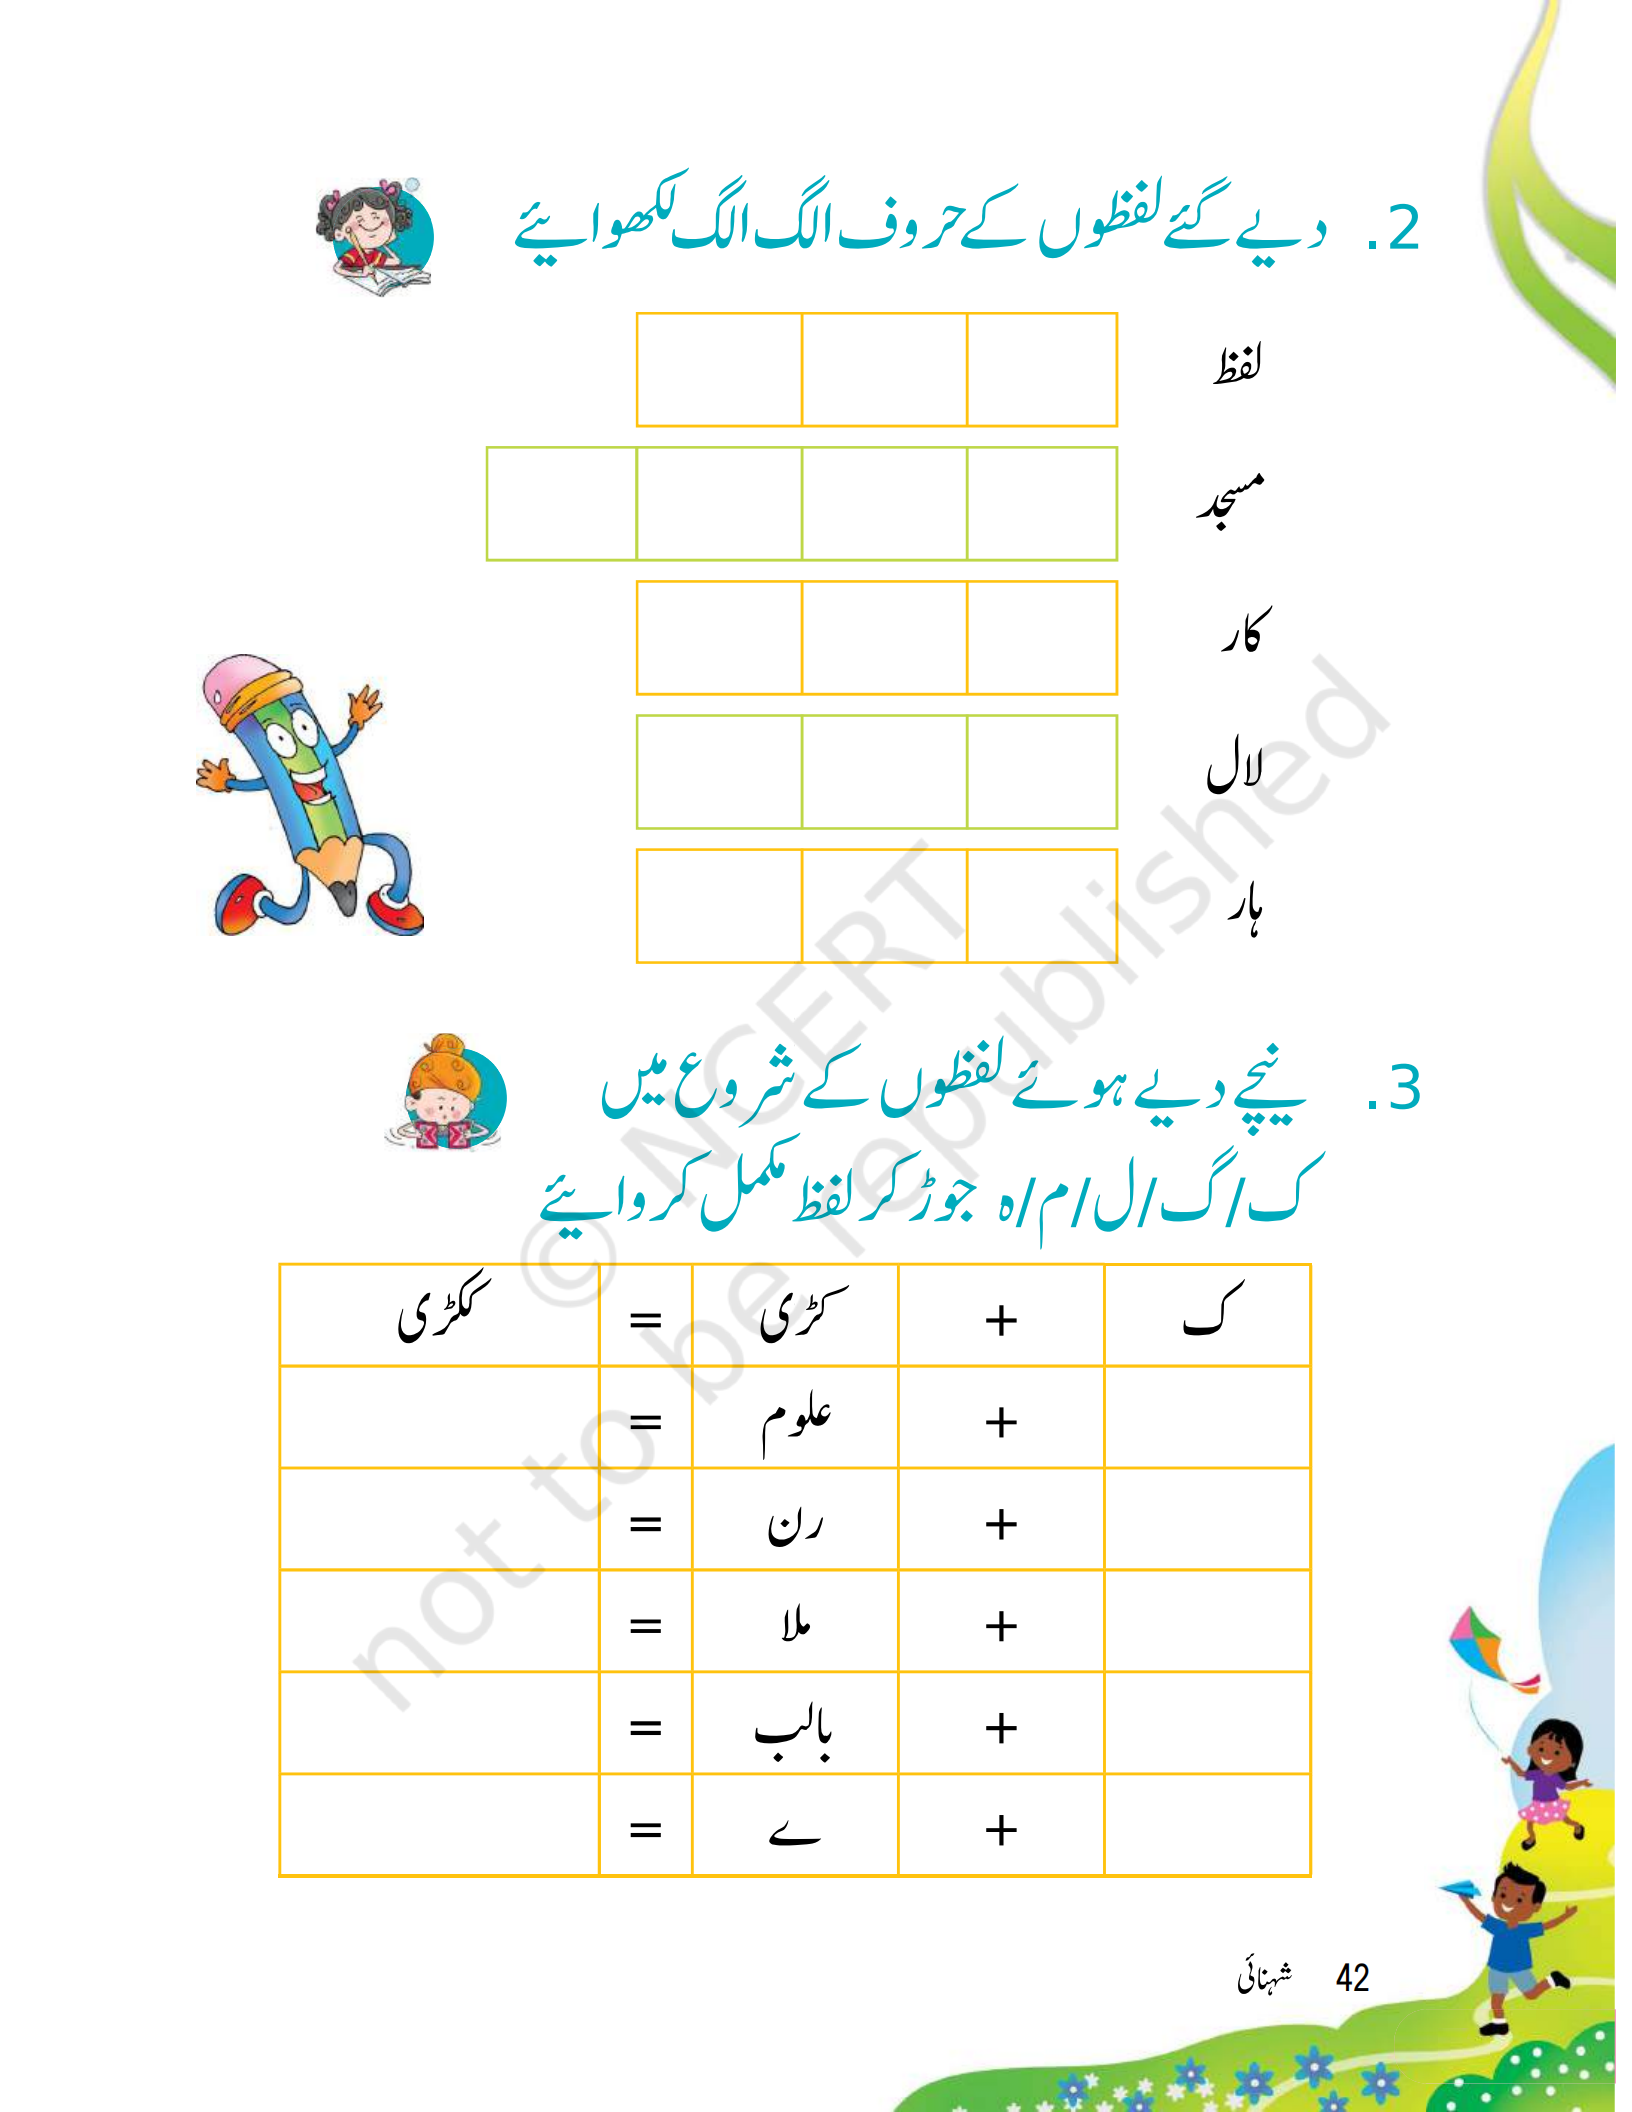 2. دیے گئے لفظوں کے حروف الگ الگ لکھوائیے
لفظ
مسجد
کار
لال
ہار
3. نیچے دیے ہوئے لفظوں کے شروع میں
ک/گ/ل/م/ہ جوڑ کر لفظ مکمل کروائیے
ک + کڑی = ککڑی
+ علوم =
+ رن =
+ ملا =
+ بالب =
+ ے =
42 شہنائی
© NCERT
not to be republished